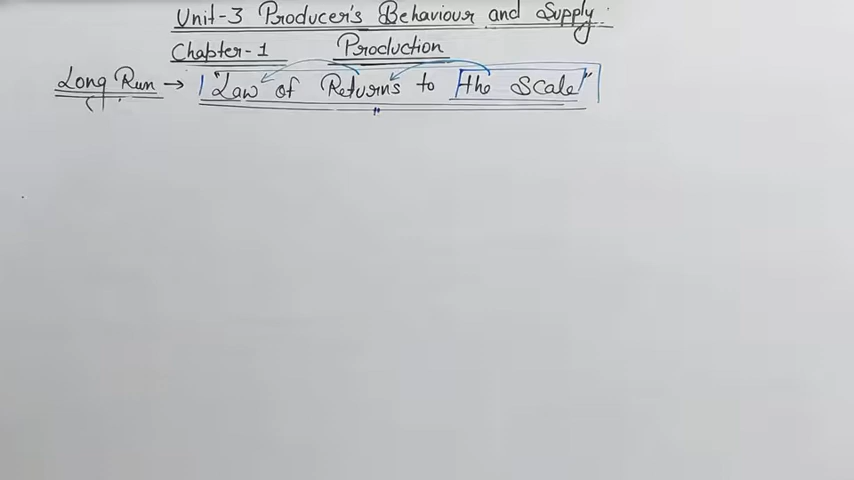 Unit-3 Producer's Behaviour and Supply
Chapter-1 Production
Long Run → "Law of Returns to the Scale"